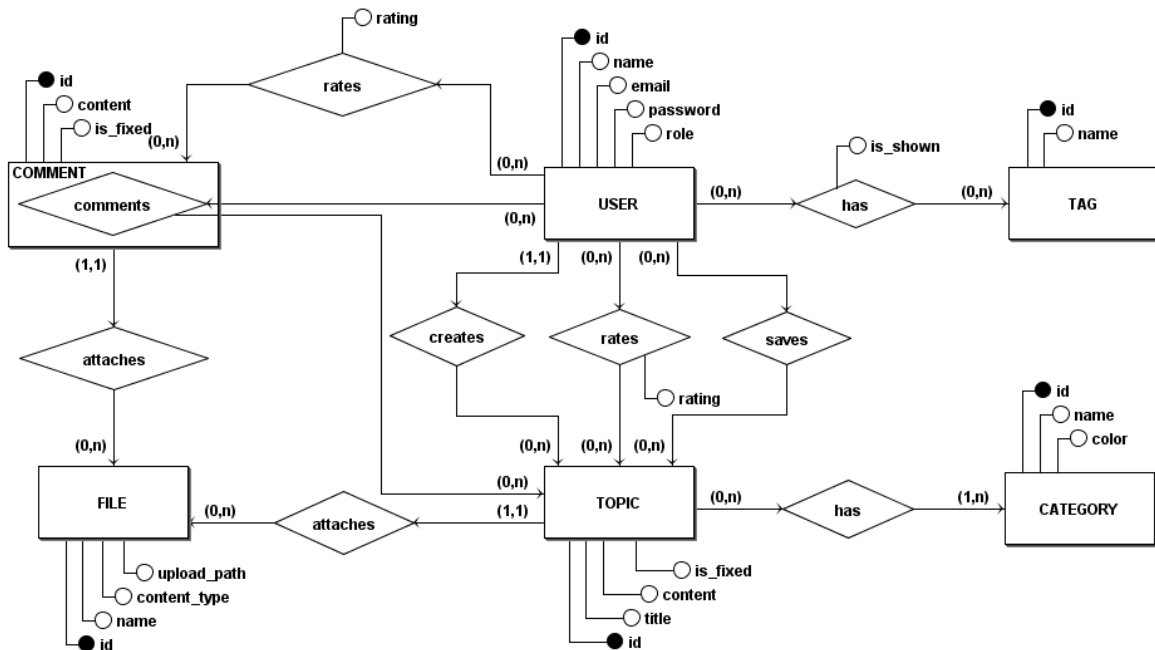 rating
rates
id
content
is_fixed
(0,n)
COMMENT
comments
(1,1)
id
name
email
password
role
(0,n)
(0,n)
USER
(0,n)
(1,1)
(0,n)
(0,n)
is_shown
has
(0,n)
id
name
TAG
attaches
creates
rates
saves
rating
(0,n)
(0,n)
(0,n)
(0,n)
(0,n)
FILE
(0,n)
attaches
(1,1)
TOPIC
(0,n)
has
(1,n)
id
name
color
CATEGORY
upload_path
content_type
name
id
is_fixed
content
title
id